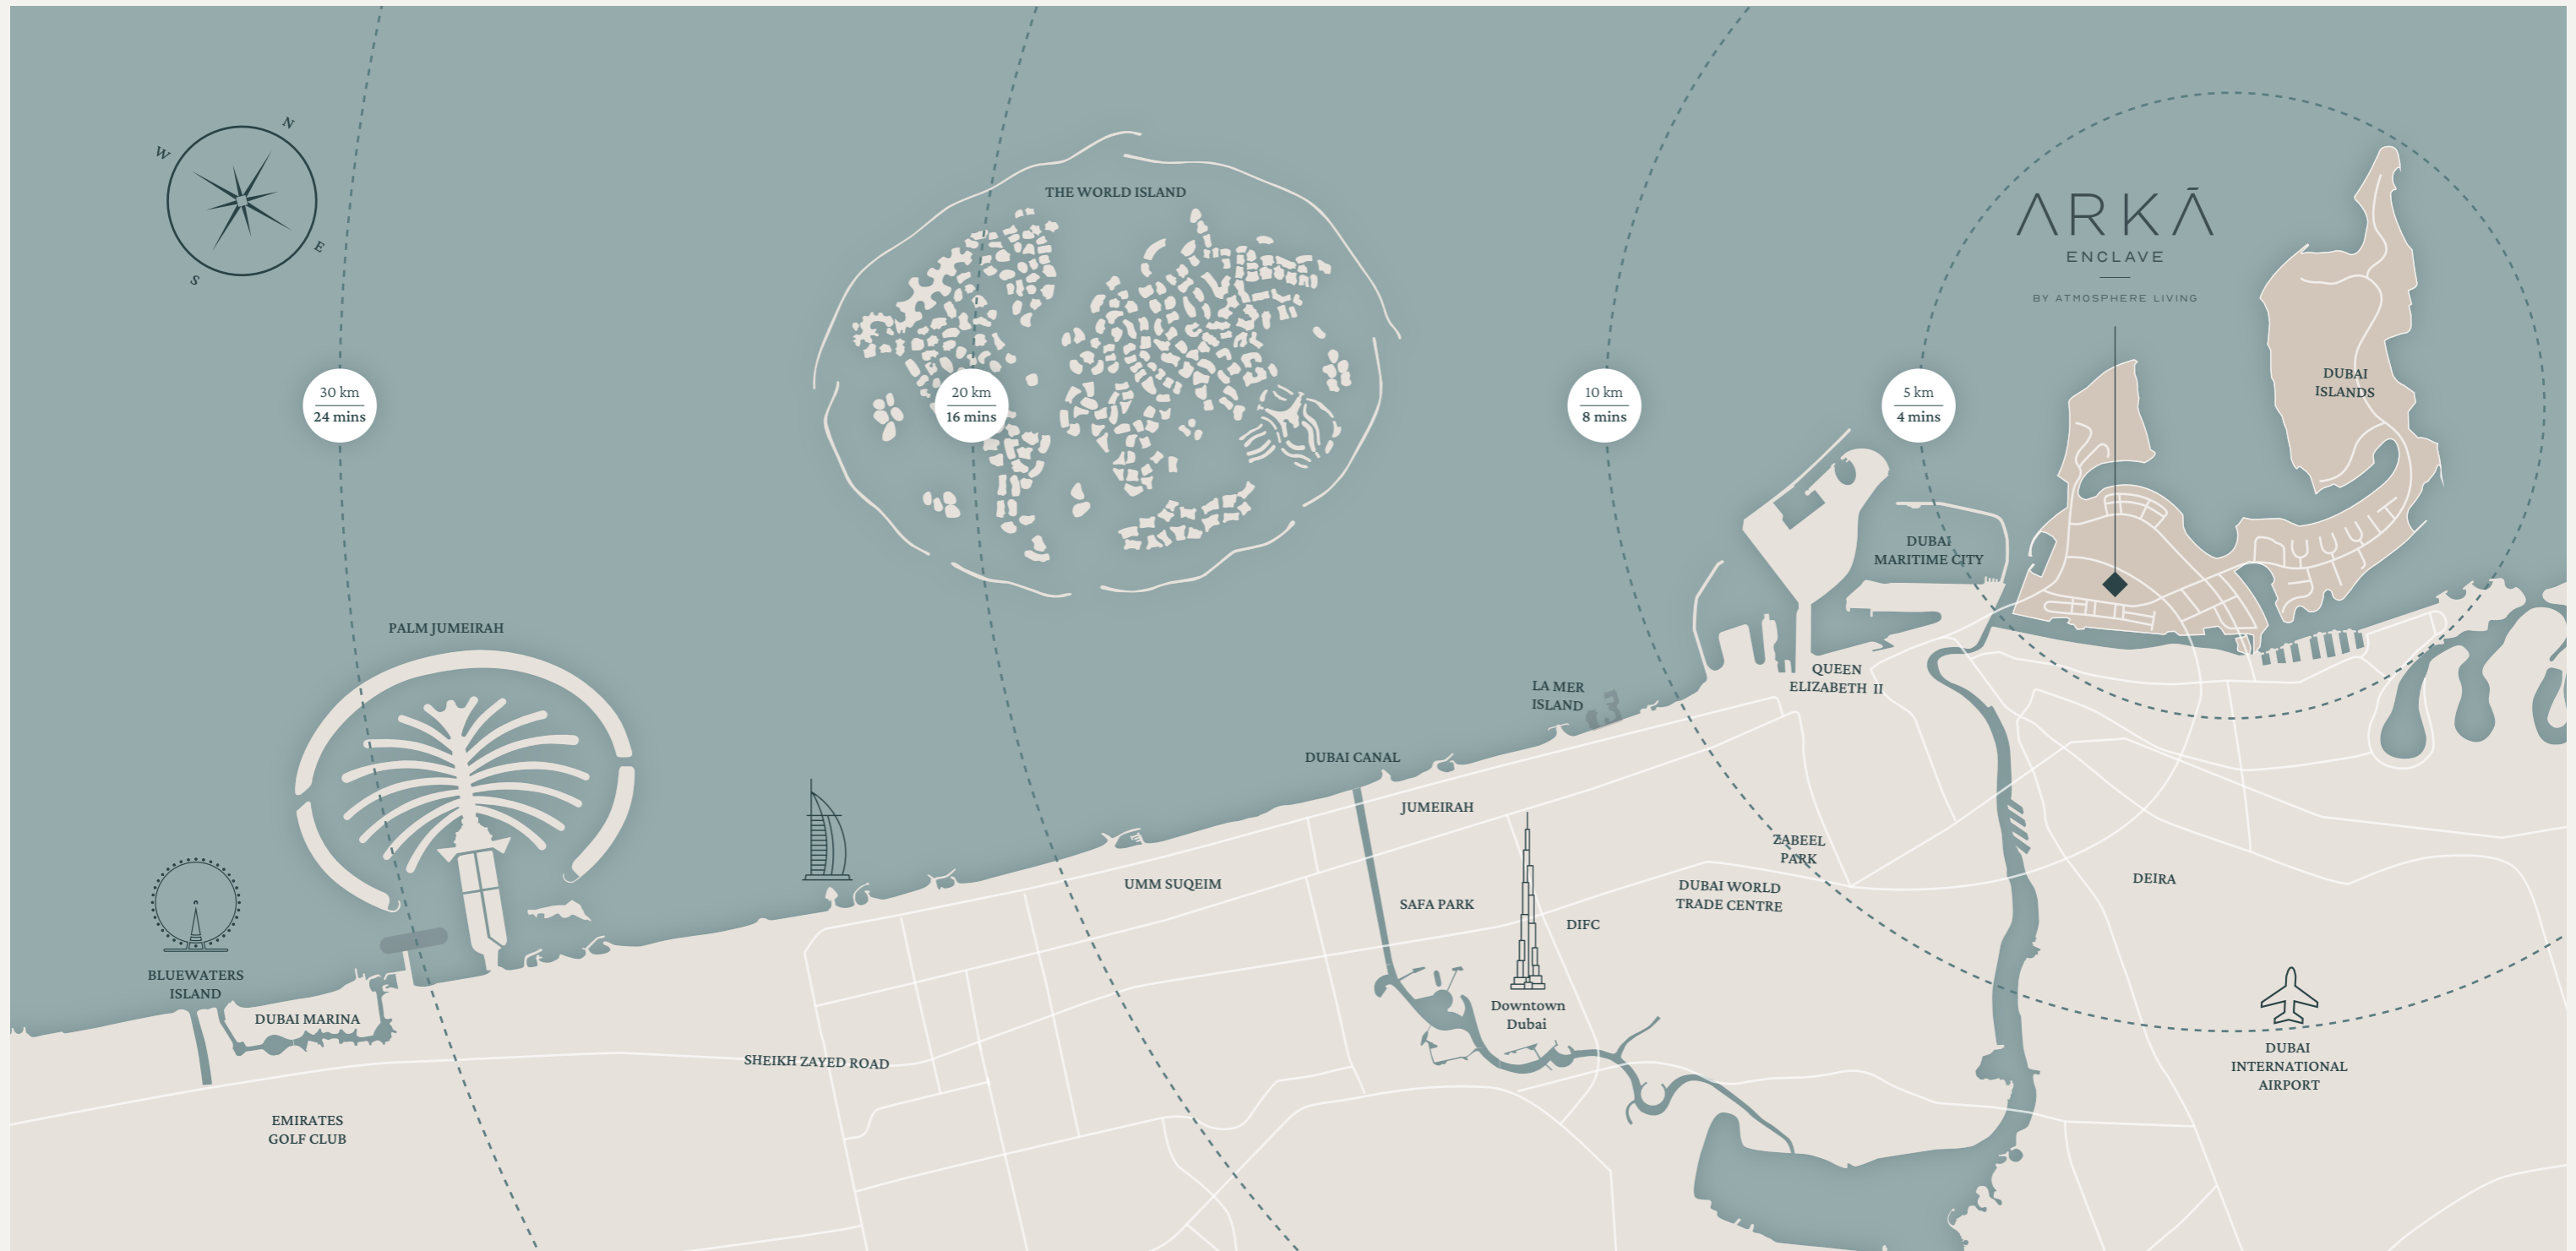 N
W
E
S
THE WORLD ISLAND
ΛRKΛ̄
ENCLAVE
BY ATMOSPHERE LIVING
DUBAI
ISLANDS
30 km
24 mins
20 km
16 mins
10 km
8 mins
5 km
4 mins
DUBAI
MARITIME CITY
PALM JUMEIRAH
QUEEN
ELIZABETH II
LA MER
ISLAND
DUBAI CANAL
JUMEIRAH
ZABEEL
PARK
UMM SUQEIM
SAFA PARK
DIFC
DUBAI WORLD
TRADE CENTRE
DEIRA
BLUEWATERS
ISLAND
DUBAI MARINA
Downtown
Dubai
SHEIKH ZAYED ROAD
DUBAI
INTERNATIONAL
AIRPORT
EMIRATES
GOLF CLUB